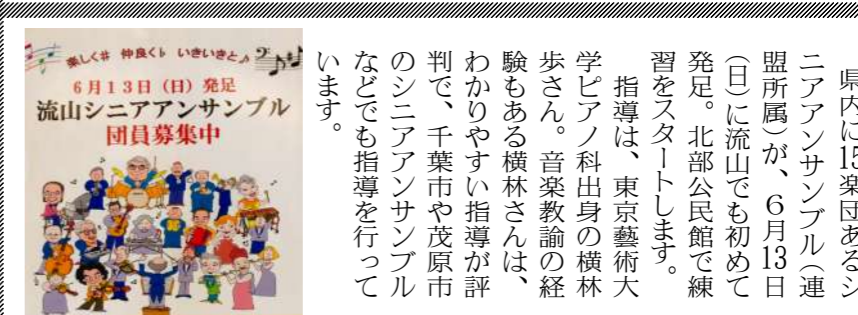 県内に15楽団あるシ
ニアアンサンブル（連
盟所属）が、６月13日
（日）に流山でも初めて
発足。北部公民館で練
習をスタートします。
指導は、東京藝術大
学ピアノ科出身の横林
歩さん。音楽教諭の経
験もある横林さんは、
わかりやすい指導が評
判で、千葉市や茂原市
のシニアアンサンブル
などでも指導を行って
います。
楽しく♯ 仲良く♭ いきいきと♪
6月13日（日）発足
流山シニアアンサンブル
団員募集中